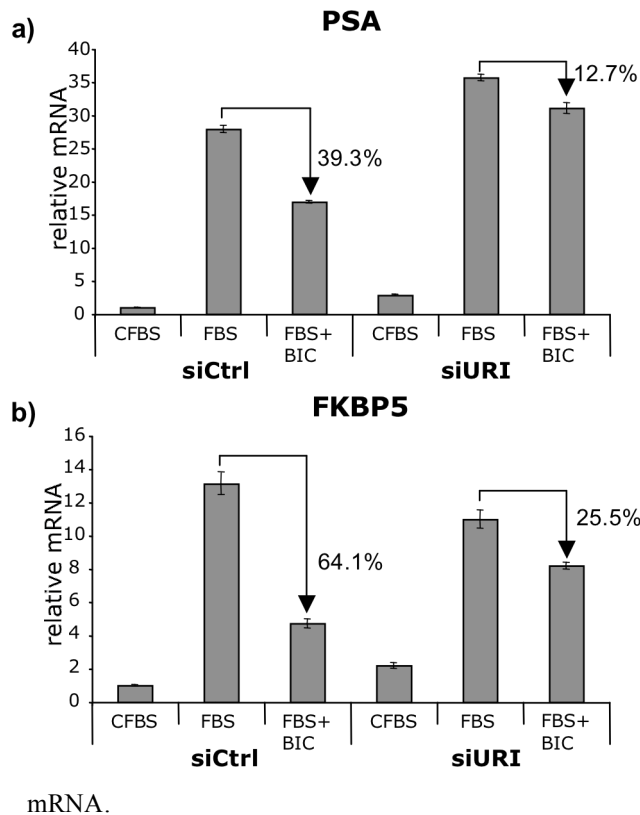 a)
PSA
relative mRNA
40
35
30
25
20
15
10
5
0
39.3%
12.7%
CFBS FBS FBS+ BIC CFBS FBS FBS+ BIC
siCtrl siURI
b)
FKBP5
relative mRNA
16
14
12
10
8
6
4
2
0
64.1%
25.5%
CFBS FBS FBS+ BIC CFBS FBS FBS+ BIC
siCtrl siURI
mRNA.